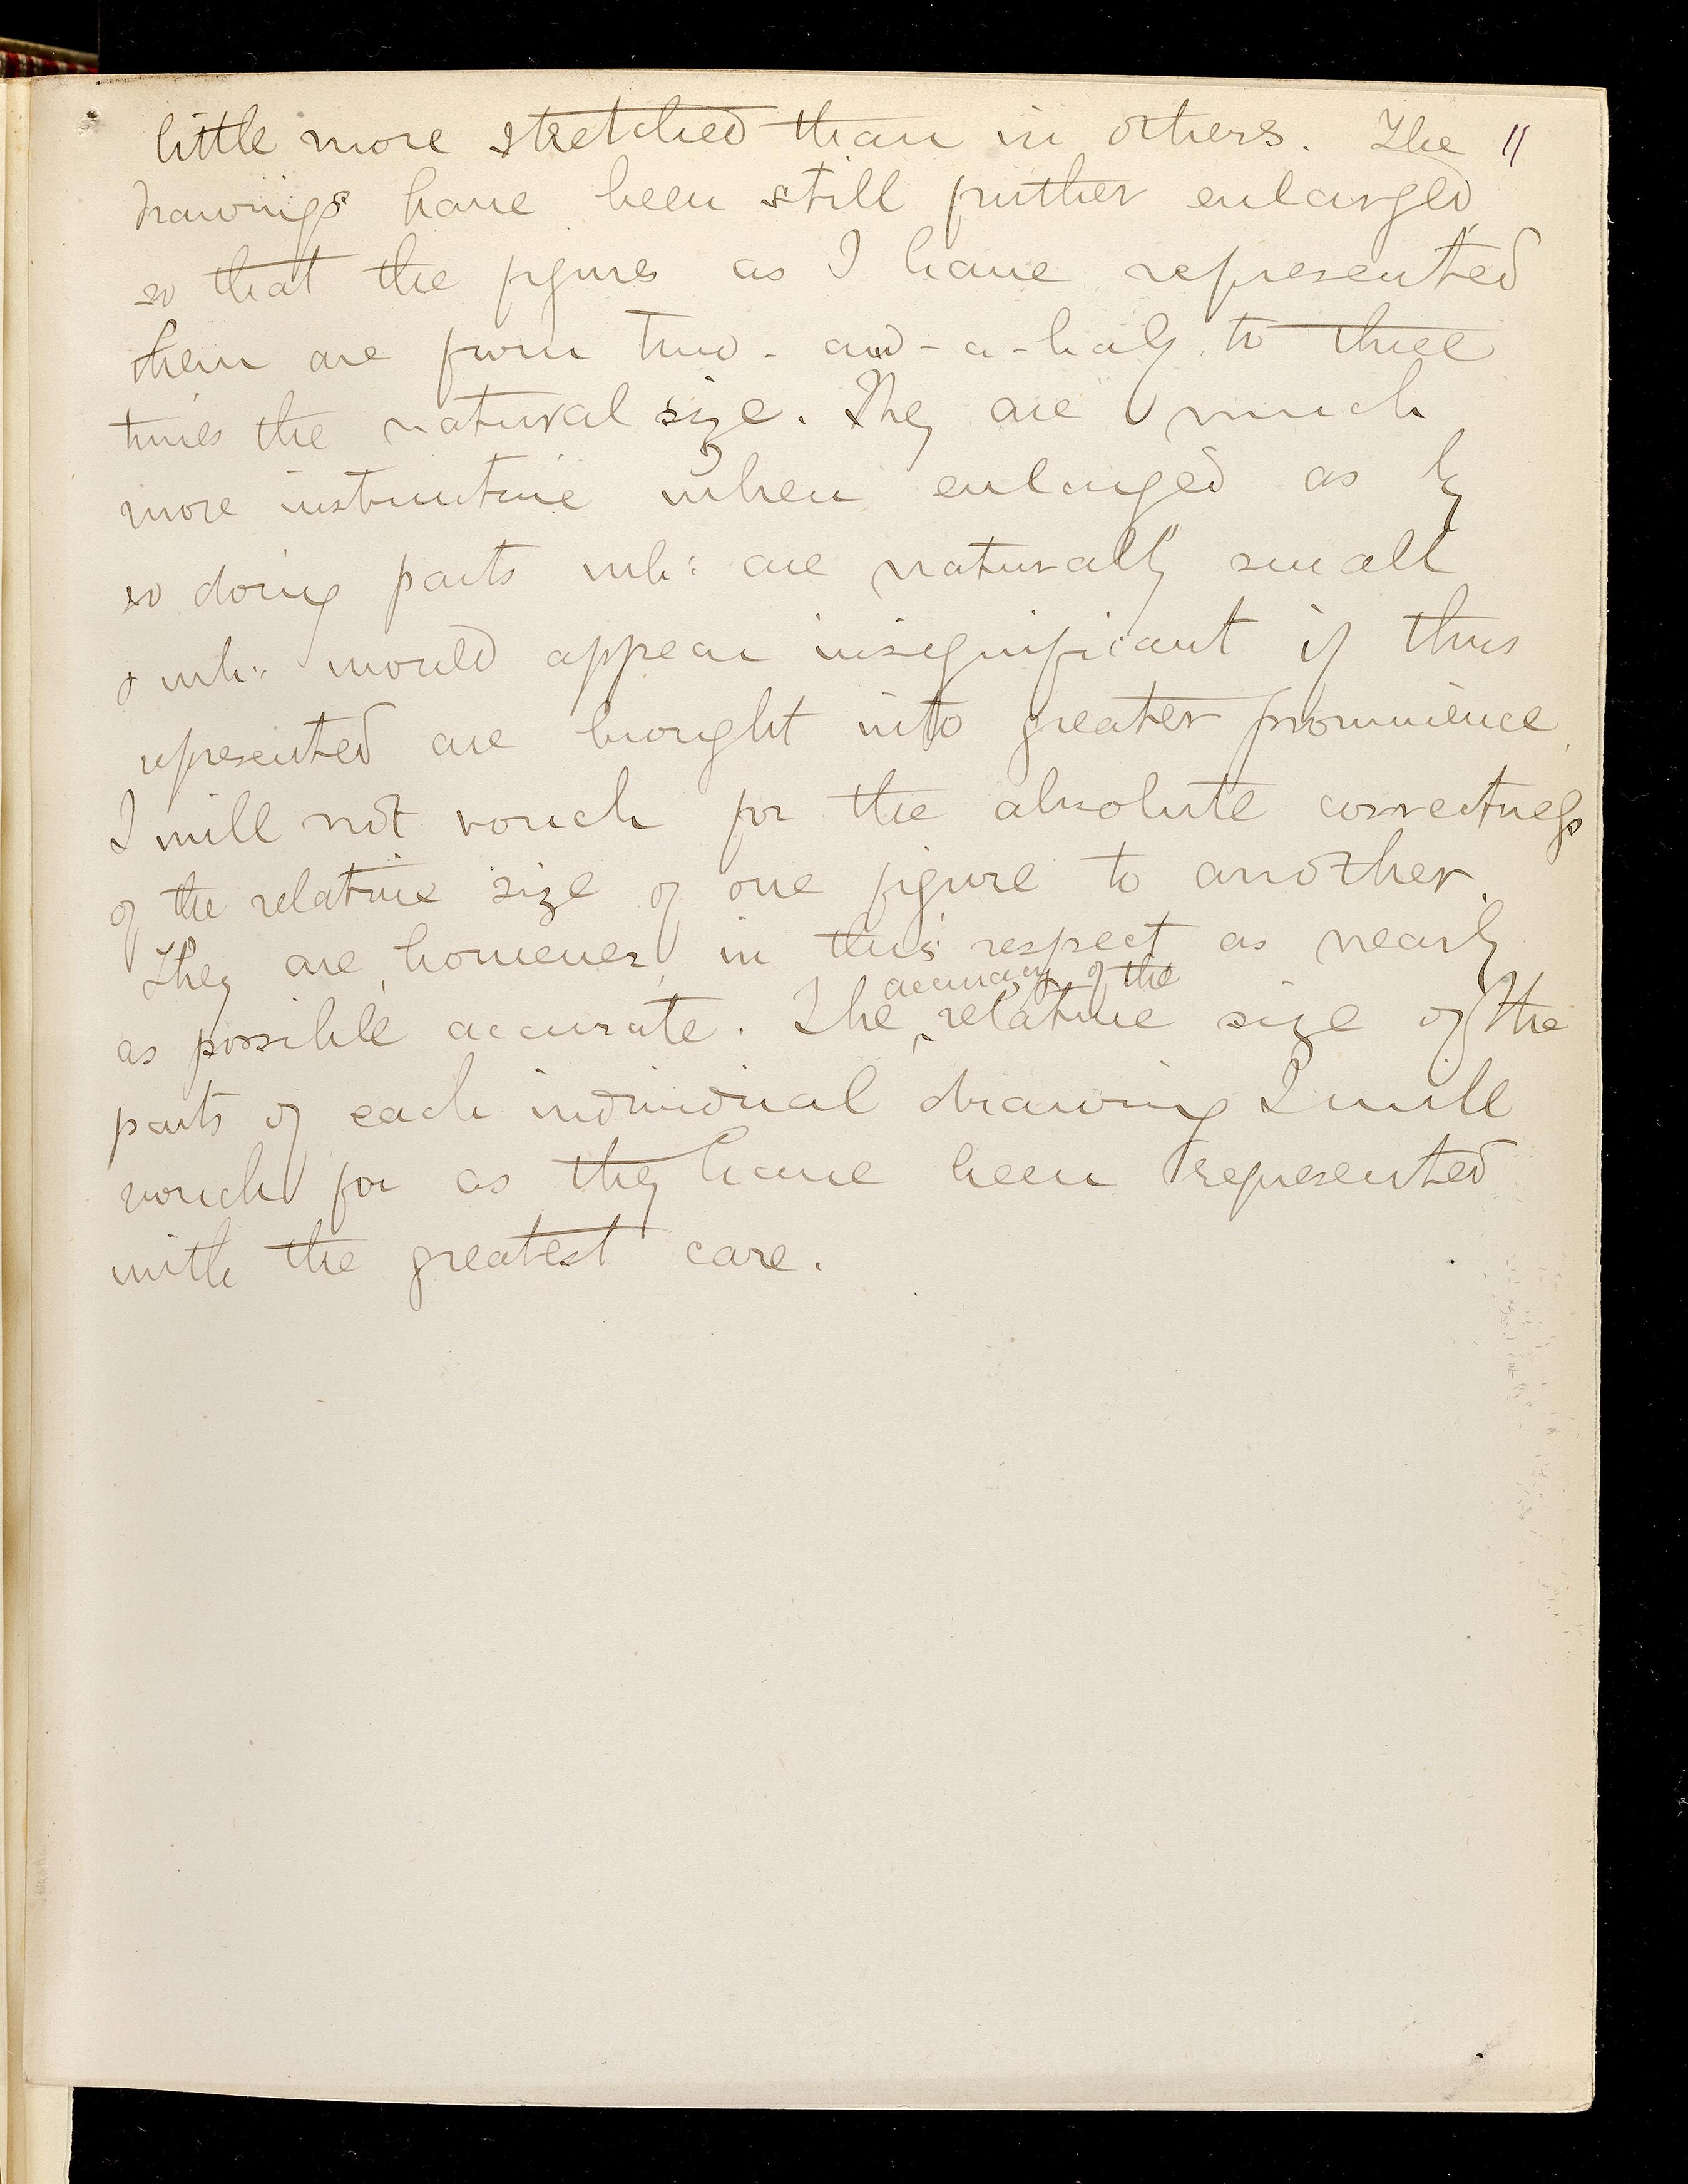 little more stretched than in others. The 11
drawings have been still further enlarged
so that the figures as I have represented
them are from two-and-a-half to three
times the natural size. They are much
more instructive when enlarged as by
so doing parts wh: are naturally small
& wh: would appear insignificant if thus
represented are brought into greater prominence.
I will not vouch for the absolute correctness
of the relative size of one figure to another.
They are, however, in this respect as nearly
accuracy of the
as possible accurate. The ‸ relative size of the
parts of each individual drawing I will
vouch for as they have been represented
with the greatest care.